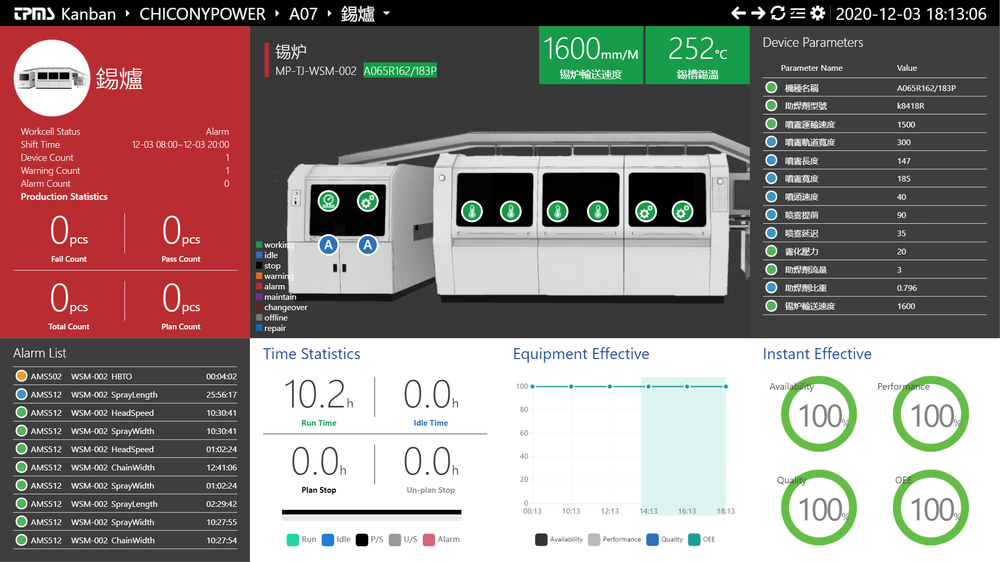 TPMS Kanban CHICONYPOWER A07 錫爐 2020-12-03 18:13:06
錫爐
Workcell Status Alarm
Shift Time 12-03 08:00~12-03 20:00
Device Count 1
Warning Count 1
Alarm Count 0
Production Statistics
0pcs 0pcs
Fail Count Pass Count
0pcs 0pcs
Total Count Plan Count
锡炉
MP-TJ-WSM-002 A065R162/183P
1600mm/M
锡炉輸送速度
252°C
錫槽錫溫
A A
working
idle
stop
warning
alarm
maintain
changeover
offline
repair
Device Parameters
Parameter Name Value
機種名稱 A065R162/183P
助焊劑型號 k8418R
噴霧運輸速度 1500
噴霧軌道寬度 300
噴霧長度 147
噴霧寬度 185
噴頭速度 40
喷雾提前 90
喷雾延迟 35
霧化壓力 20
助焊劑流量 3
助焊劑比重 0.796
锡炉輸送速度 1600
Alarm List
AMS502 WSM-002 HBTO 00:04:02
AMS512 WSM-002 SprayLength 25:56:17
AMS512 WSM-002 HeadSpeed 10:30:41
AMS512 WSM-002 SprayWidth 10:30:41
AMS512 WSM-002 HeadSpeed 01:02:24
AMS512 WSM-002 ChainWidth 12:41:06
AMS512 WSM-002 SprayWidth 01:02:24
AMS512 WSM-002 SprayLength 02:29:42
AMS512 WSM-002 SprayWidth 10:27:55
AMS512 WSM-002 ChainWidth 10:27:54
Time Statistics
10.2h 0.0h
Run Time Idle Time
0.0h 0.0h
Plan Stop Un-plan Stop
Run Idle P/S U/S Alarm
Equipment Effective
100
80
60
40
20
0
08:13 10:13 12:13 14:13 16:13 18:13
Availability Performance Quality OEE
Instant Effective
Availability Performance
100% 100%
Quality OEE
100% 100%